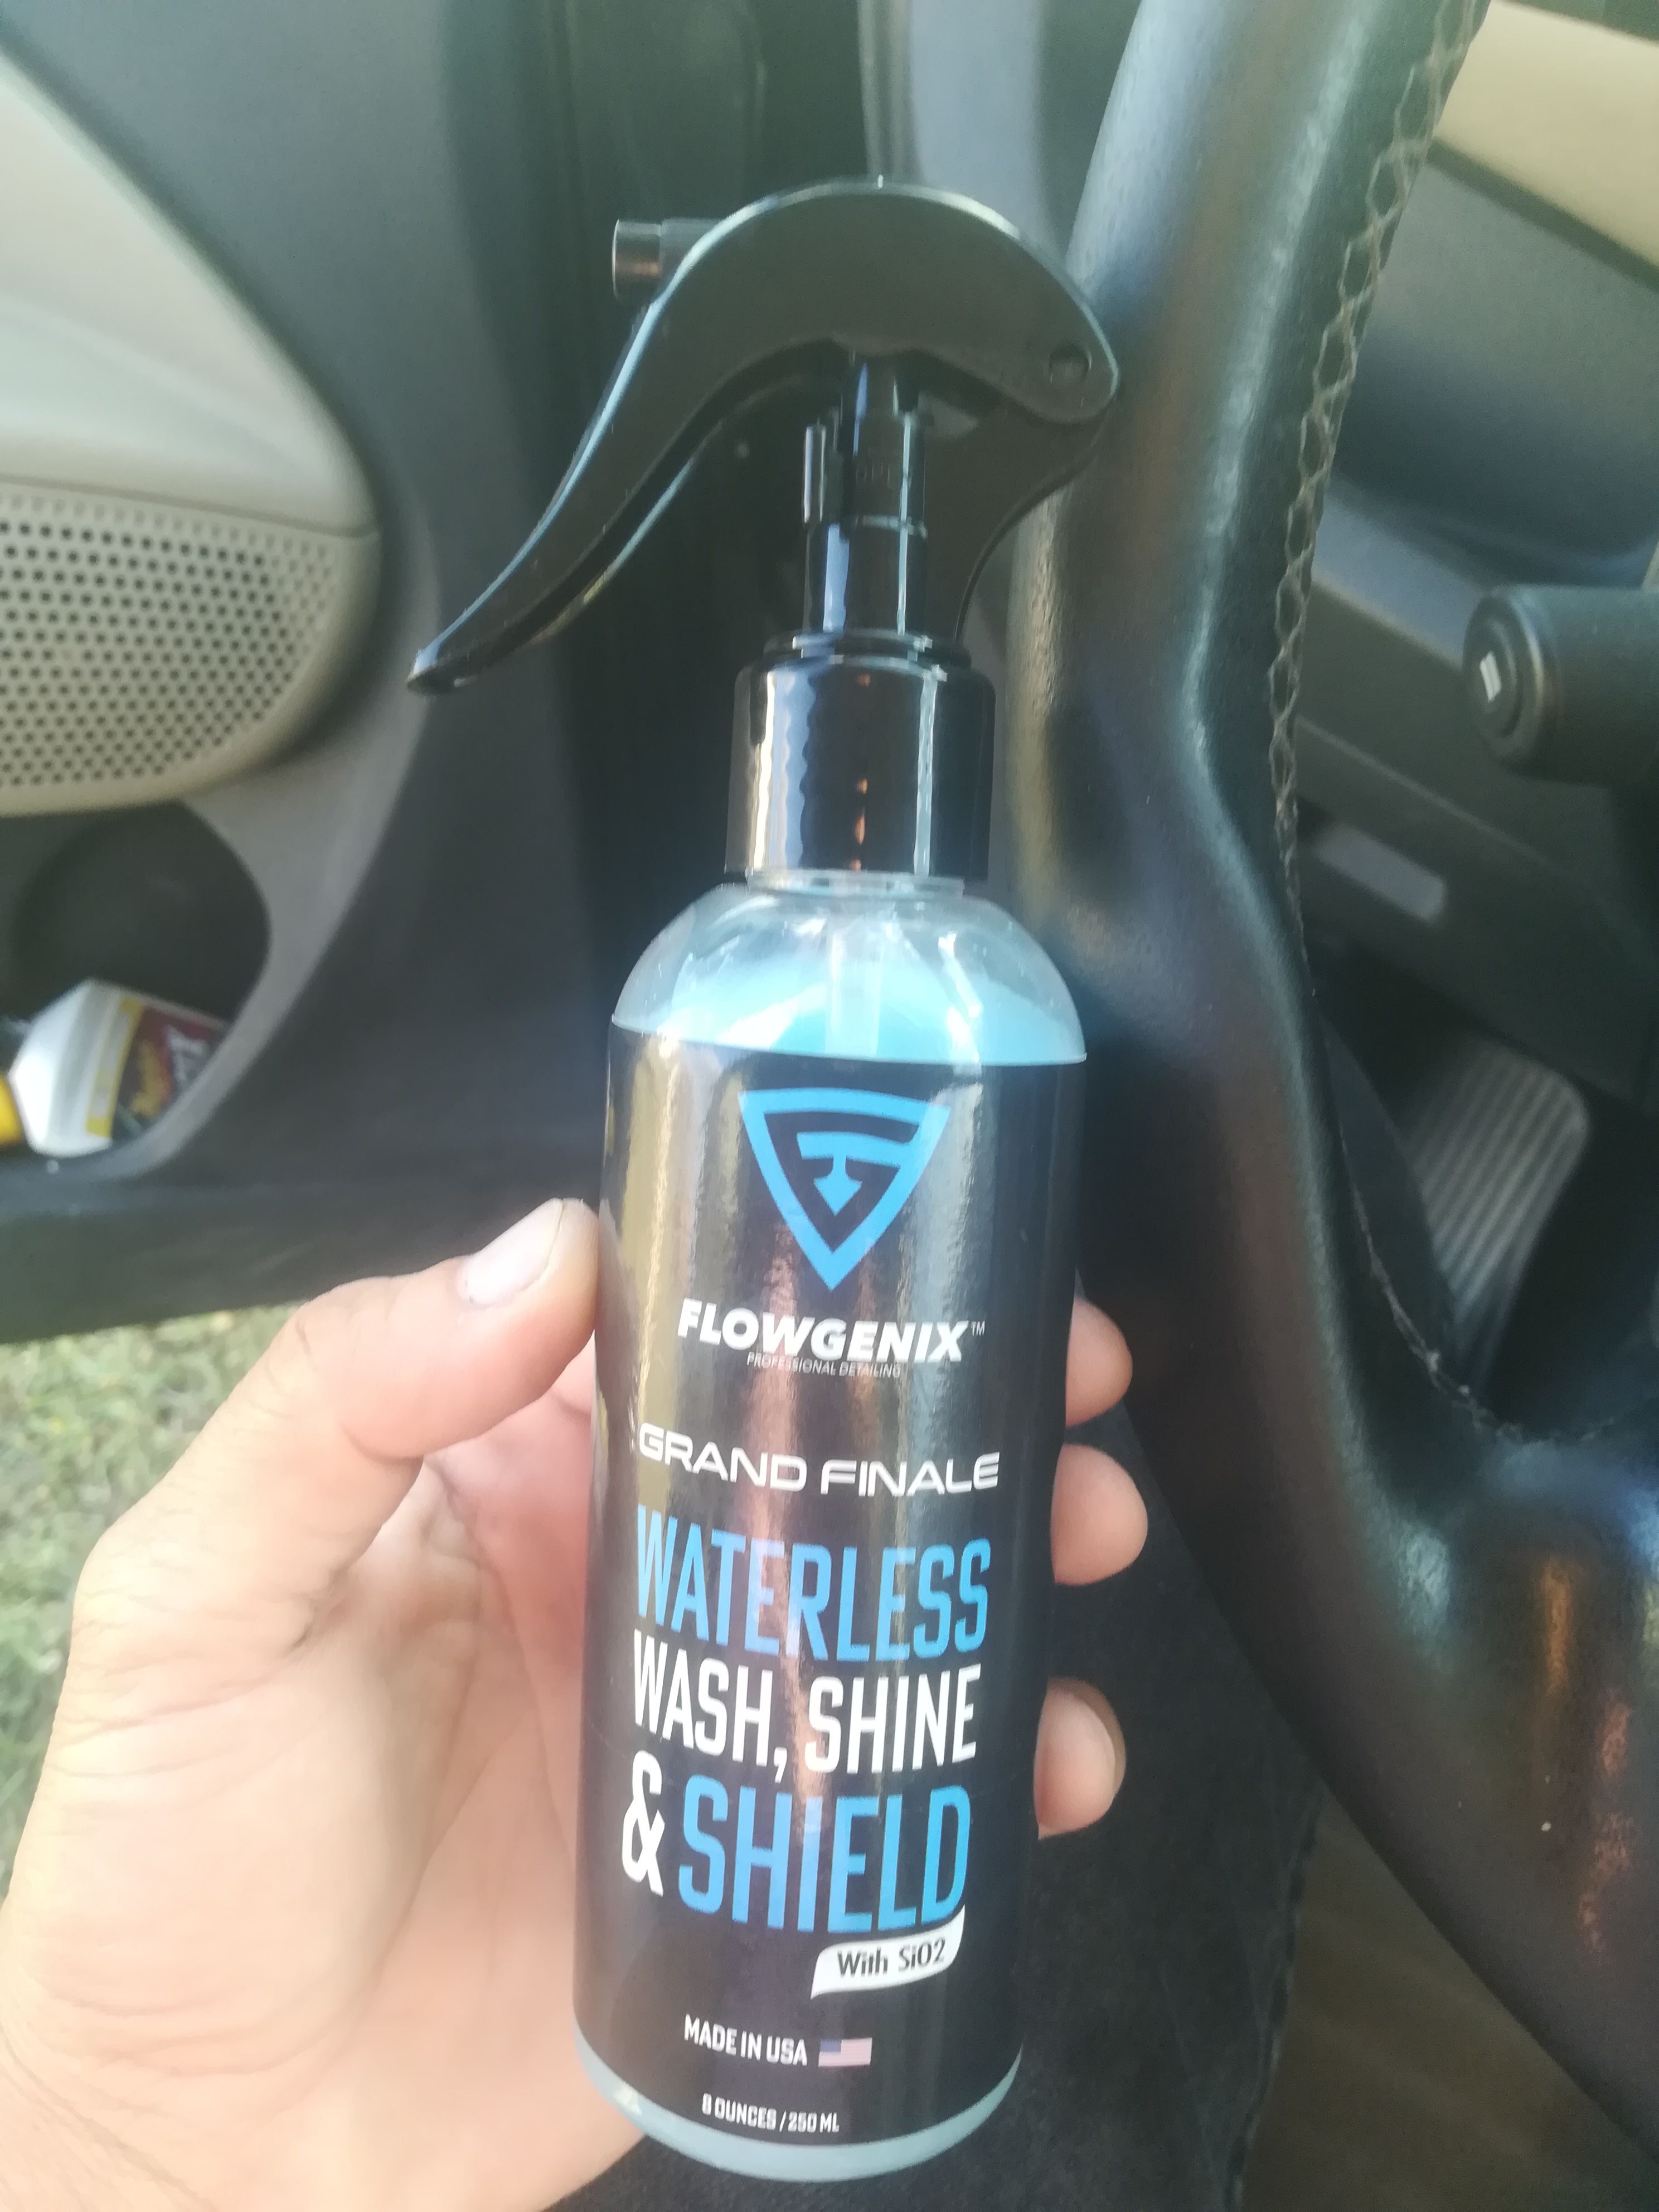 FLOWGENIX™
PROFESSIONAL DETAILING
GRAND FINALE
WATERLESS
WASH, SHINE
& SHIELD
With SiO2
MADE IN USA
8 OUNCES / 250 ML